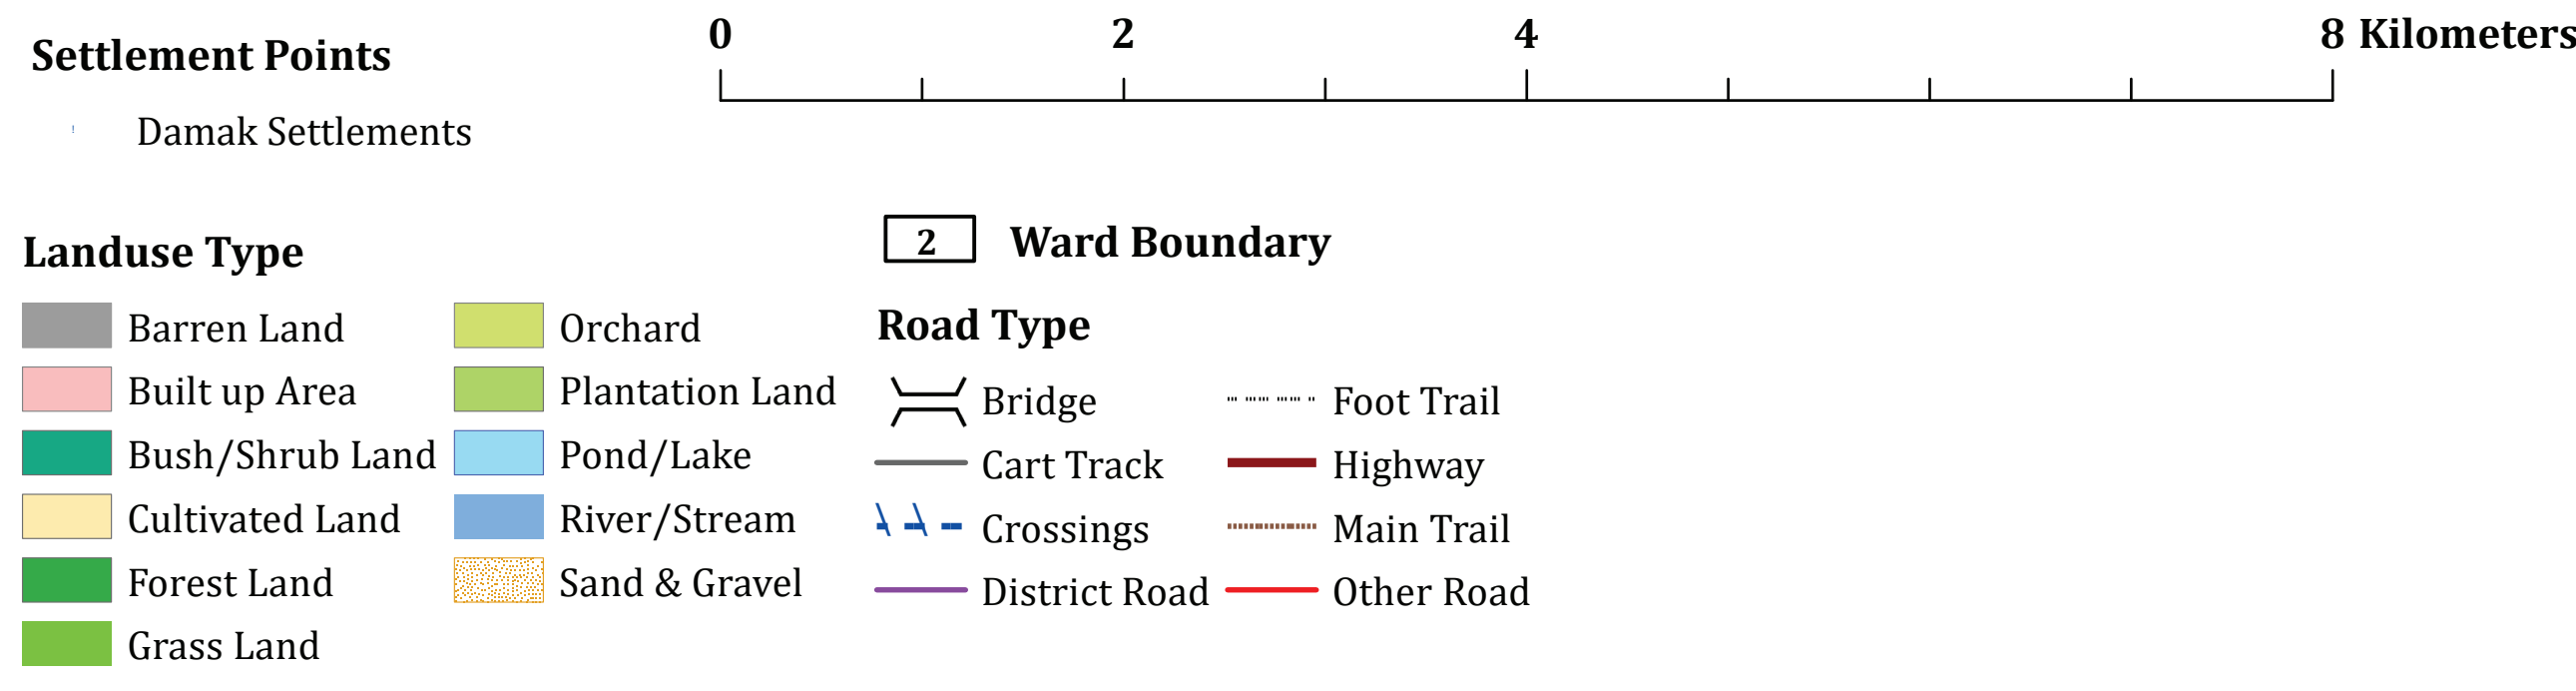 Settlement Points
Damak Settlements
0 2 4 8 Kilometers
Landuse Type
Barren Land
Built up Area
Bush/Shrub Land
Cultivated Land
Forest Land
Grass Land
Orchard
Plantation Land
Pond/Lake
River/Stream
Sand & Gravel
2 Ward Boundary
Road Type
Bridge
Cart Track
Crossings
District Road
Foot Trail
Highway
Main Trail
Other Road